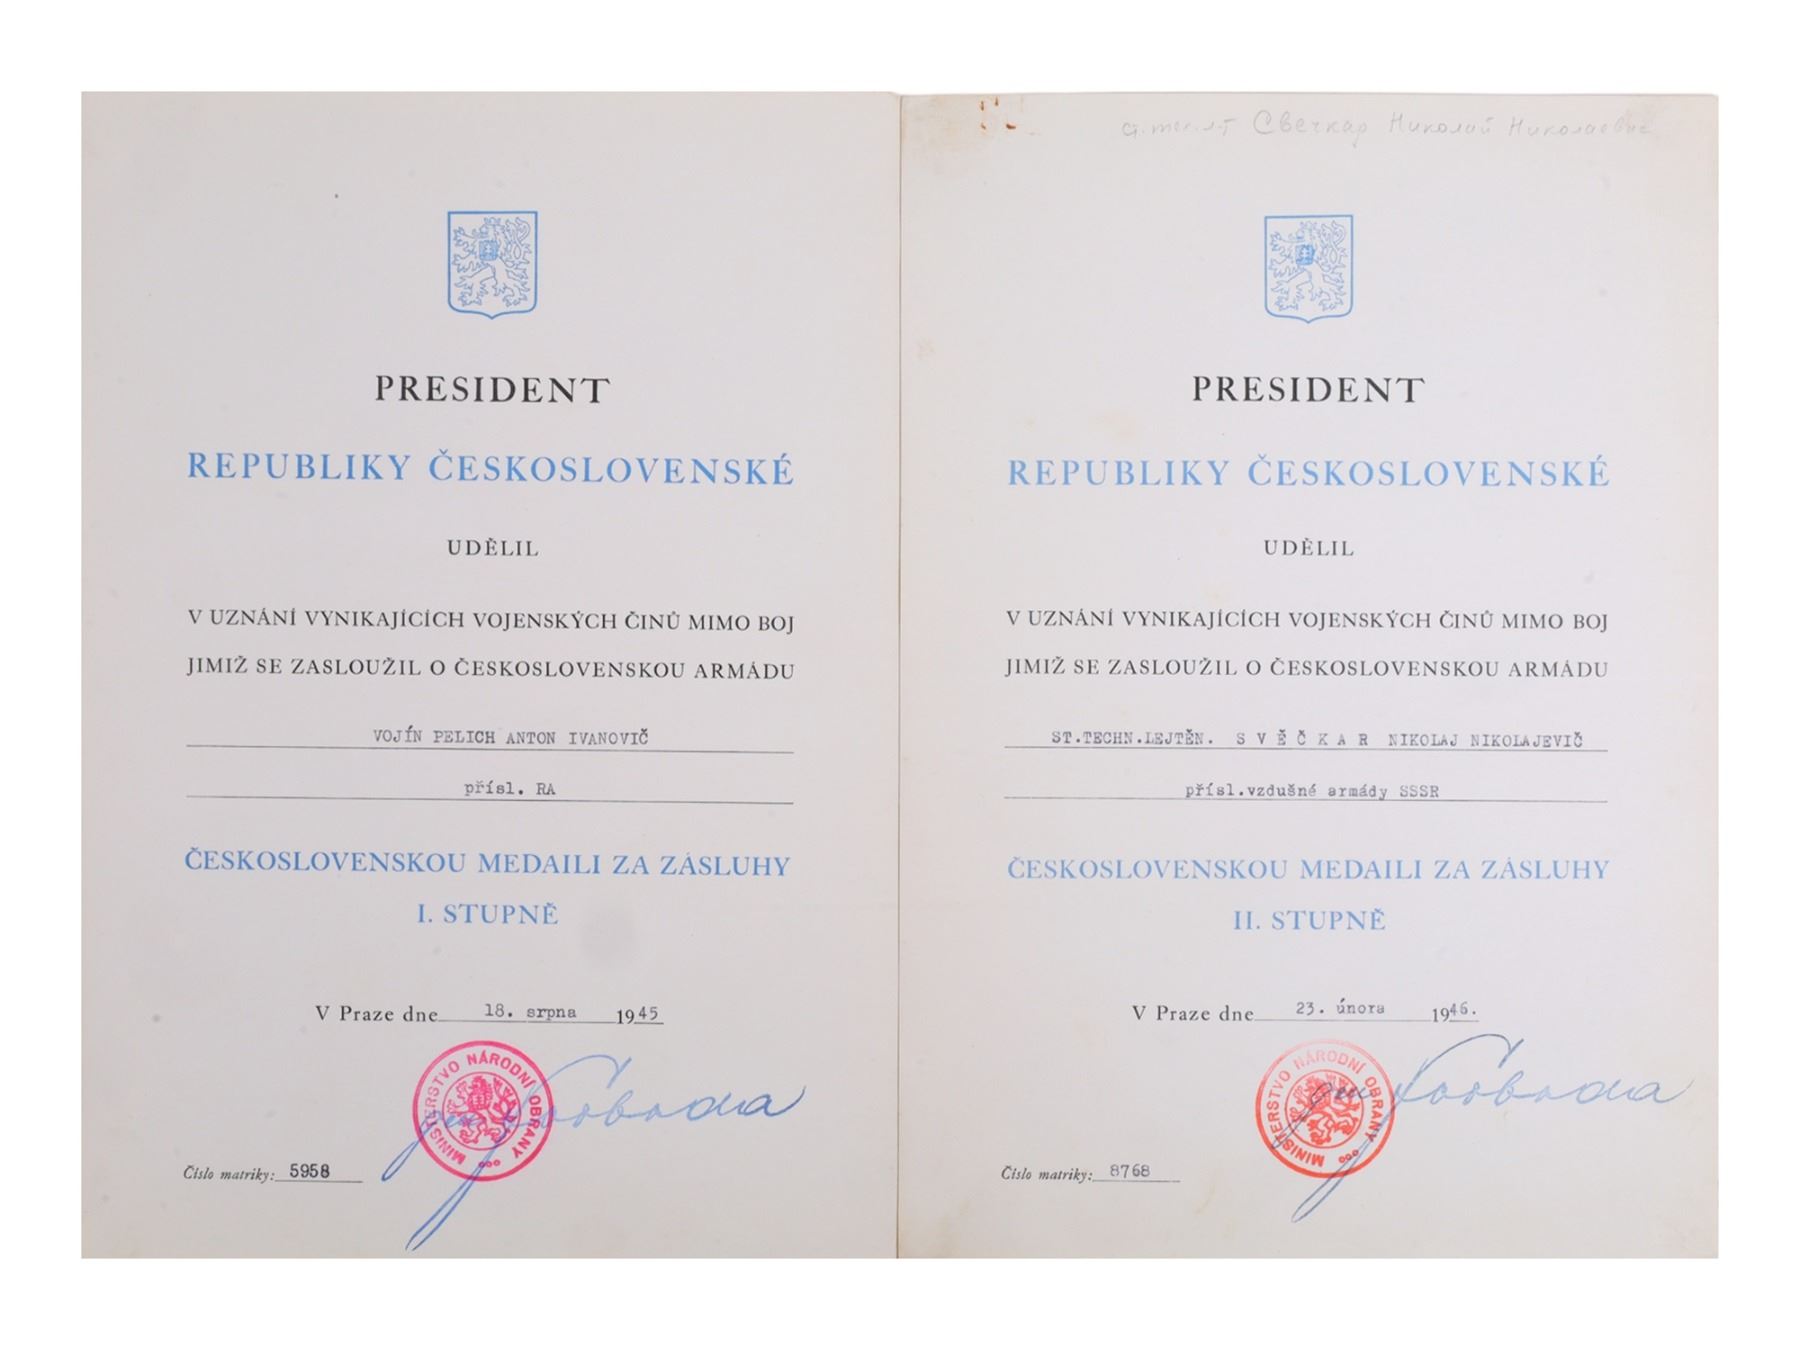 PRESIDENT
REPUBLIKY ČESKOSLOVENSKÉ
UDĚLIL
V UZNÁNÍ VYNIKAJÍCÍCH VOJENSKÝCH ČINŮ MIMO BOJ
JIMIŽ SE ZASLOUŽIL O ČESKOSLOVENSKOU ARMÁDU
VOJÍN PELICH ANTON IVANOVIČ
přísl. RA
ČESKOSLOVENSKOU MEDAILI ZA ZÁSLUHY
I. STUPNĚ
V Praze dne 18. srpna 1945
MINISTERSTVO NÁRODNÍ OBRANY
gen Svoboda
Číslo matriky: 5958
Свечкар Николай Николаевич
PRESIDENT
REPUBLIKY ČESKOSLOVENSKÉ
UDĚLIL
V UZNÁNÍ VYNIKAJÍCÍCH VOJENSKÝCH ČINŮ MIMO BOJ
JIMIŽ SE ZASLOUŽIL O ČESKOSLOVENSKOU ARMÁDU
ST.TECHN.LEJTĚN. S V Ě Č K A R NIKOLAJ NIKOLAJEVIČ
přísl.vzdušné armády SSSR
ČESKOSLOVENSKOU MEDAILI ZA ZÁSLUHY
II. STUPNĚ
V Praze dne 23. února 1946.
MINISTERSTVO NÁRODNÍ OBRANY
gen Svoboda
Číslo matriky: 8768